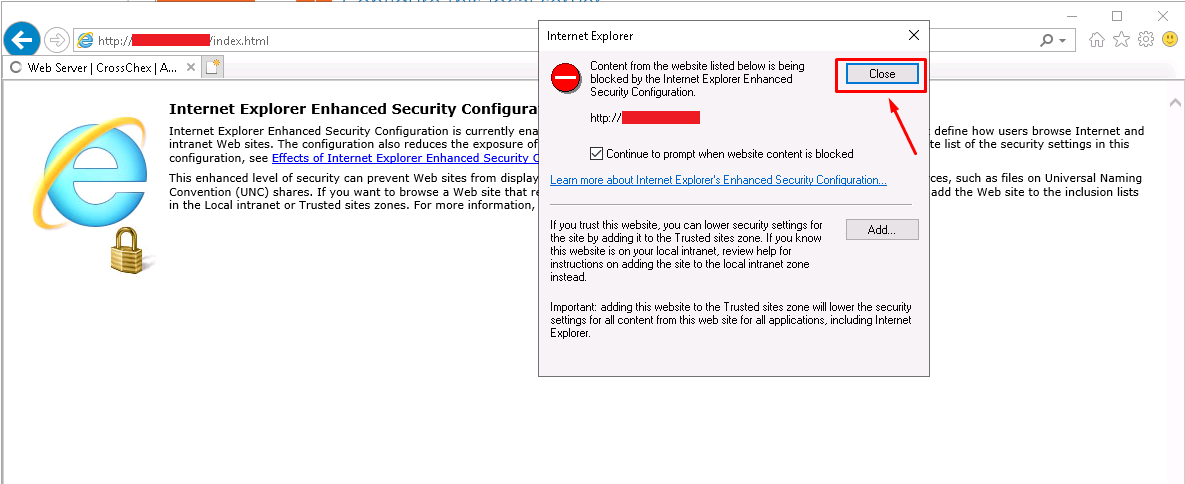 Configure this local server
http://
/index.html
Web Server | CrossChex | A...
Internet Explorer Enhanced Security Configura
Internet Explorer Enhanced Security Configuration is currently ena
define how users browse Internet and
intranet Web sites. The configuration also reduces the exposure of
te list of the security settings in this
configuration, see Effects of Internet Explorer Enhanced Security C
This enhanced level of security can prevent Web sites from display
ces, such as files on Universal Naming
Convention (UNC) shares. If you want to browse a Web site that re
add the Web site to the inclusion lists
in the Local intranet or Trusted sites zones. For more information,
Internet Explorer
Content from the website listed below is being
blocked by the Internet Explorer Enhanced
Security Configuration.
Close
http://
Continue to prompt when website content is blocked
Learn more about Internet Explorer's Enhanced Security Configuration...
If you trust this website, you can lower security settings for
the site by adding it to the Trusted sites zone. If you know
this website is on your local intranet, review help for
instructions on adding the site to the local intranet zone
instead.
Add...
Important: adding this website to the Trusted sites zone will lower the security
settings for all content from this web site for all applications, including Internet
Explorer.